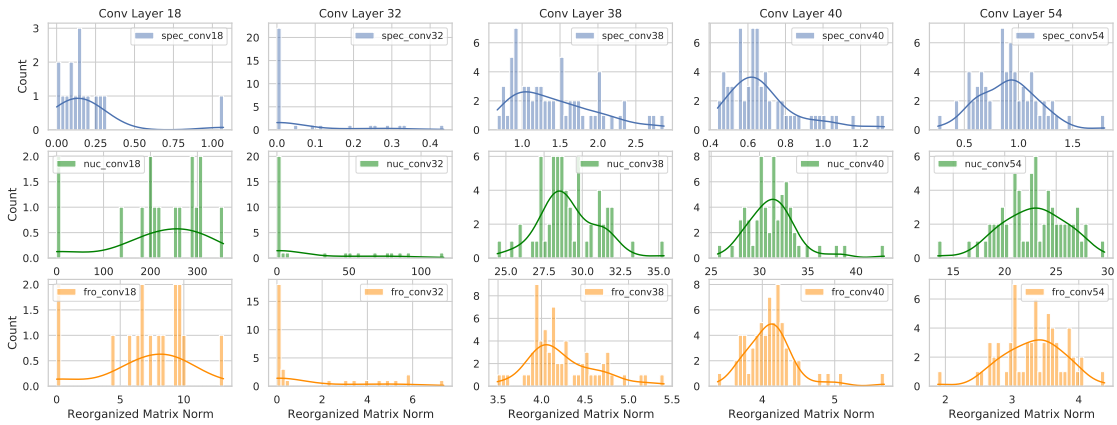 Conv Layer 18 Conv Layer 32 Conv Layer 38 Conv Layer 40 Conv Layer 54
Count
3
2
1
0
spec_conv18
0.00 0.25 0.50 0.75 1.00
20
15
10
5
0
spec_conv32
0.0 0.1 0.2 0.3 0.4
6
4
2
0
spec_conv38
1.0 1.5 2.0 2.5
6
4
2
0
spec_conv40
0.4 0.6 0.8 1.0 1.2
6
4
2
0
spec_conv54
0.5 1.0 1.5
Count
2.0
1.5
1.0
0.5
0.0
nuc_conv18
0 100 200 300
20
15
10
5
0
nuc_conv32
0 50 100
6
4
2
0
nuc_conv38
25.0 27.5 30.0 32.5 35.0
8
6
4
2
0
nuc_conv40
25 30 35 40
6
4
2
0
nuc_conv54
15 20 25 30
Count
2.0
1.5
1.0
0.5
0.0
fro_conv18
0 5 10
Reorganized Matrix Norm
15
10
5
0
fro_conv32
0 2 4 6
Reorganized Matrix Norm
8
6
4
2
0
fro_conv38
3.5 4.0 4.5 5.0 5.5
Reorganized Matrix Norm
8
6
4
2
0
fro_conv40
4 5
Reorganized Matrix Norm
6
4
2
0
fro_conv54
2 3 4
Reorganized Matrix Norm